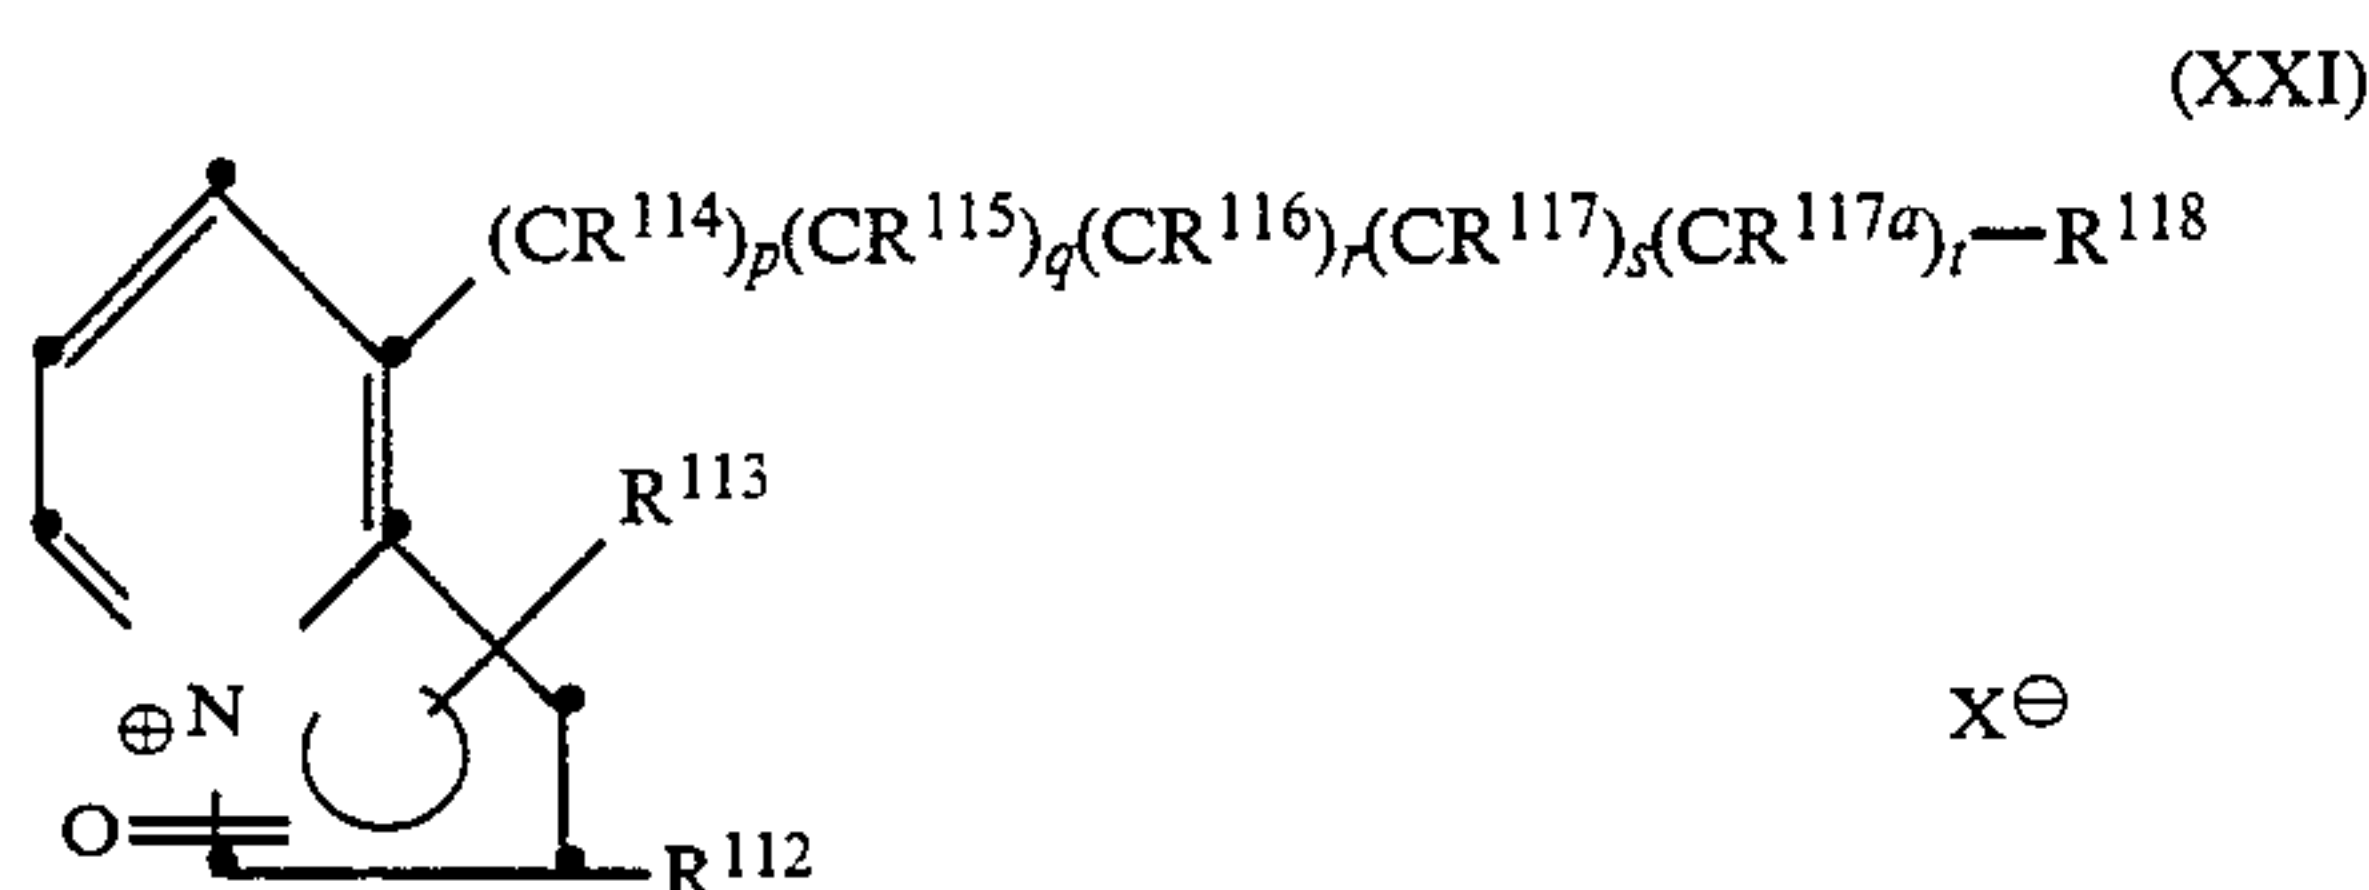 (XXI)
(CR¹¹⁴)p(CR¹¹⁵)q(CR¹¹⁶)r(CR¹¹⁷)s(CR¹¹⁷ᵃ)t—R¹¹⁸
R¹¹³
⊕N
X⊖
O
R¹¹²